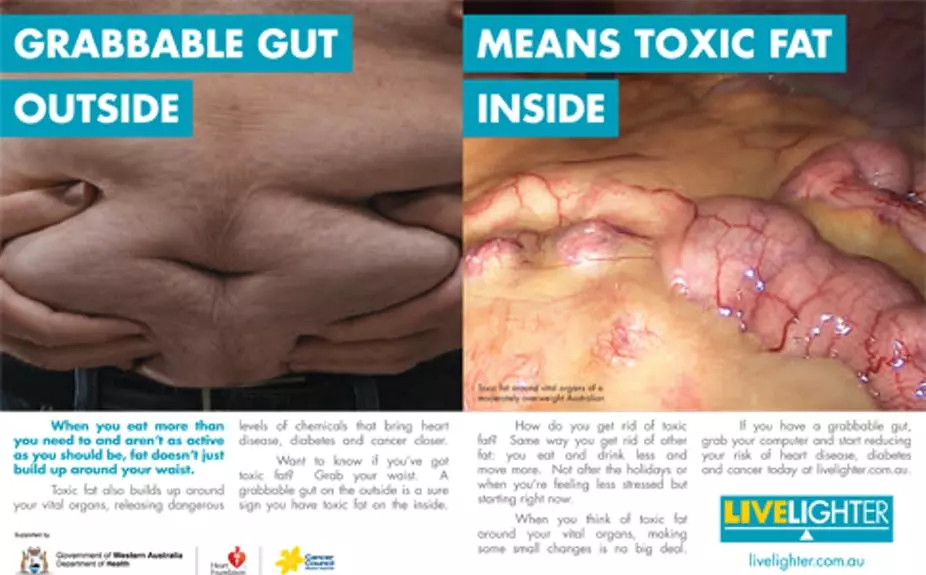 GRABBABLE GUT
OUTSIDE
MEANS TOXIC FAT
INSIDE
Toxic fat around vital organs of a
moderately overweight Australian
When you eat more than
you need to and aren't as active
as you should be, fat doesn't just
build up around your waist.
Toxic fat also builds up around
your vital organs, releasing dangerous
levels of chemicals that bring heart
disease, diabetes and cancer closer.
Want to know if you've got
toxic fat? Grab your waist. A
grabbable gut on the outside is a sure
sign you have toxic fat on the inside.
How do you get rid of toxic
fat? Same way you get rid of other
fat: you eat and drink less and
move more. Not after the holidays or
when you're feeling less stressed but
starting right now.
When you think of toxic fat
around your vital organs, making
some small changes is no big deal.
If you have a grabbable gut,
grab your computer and start reducing
your risk of heart disease, diabetes
and cancer today at livelighter.com.au.
LIVELIGHTER
livelighter.com.au
Supported by
Government of Western Australia
Department of Health
Heart
Foundation
Cancer
Council